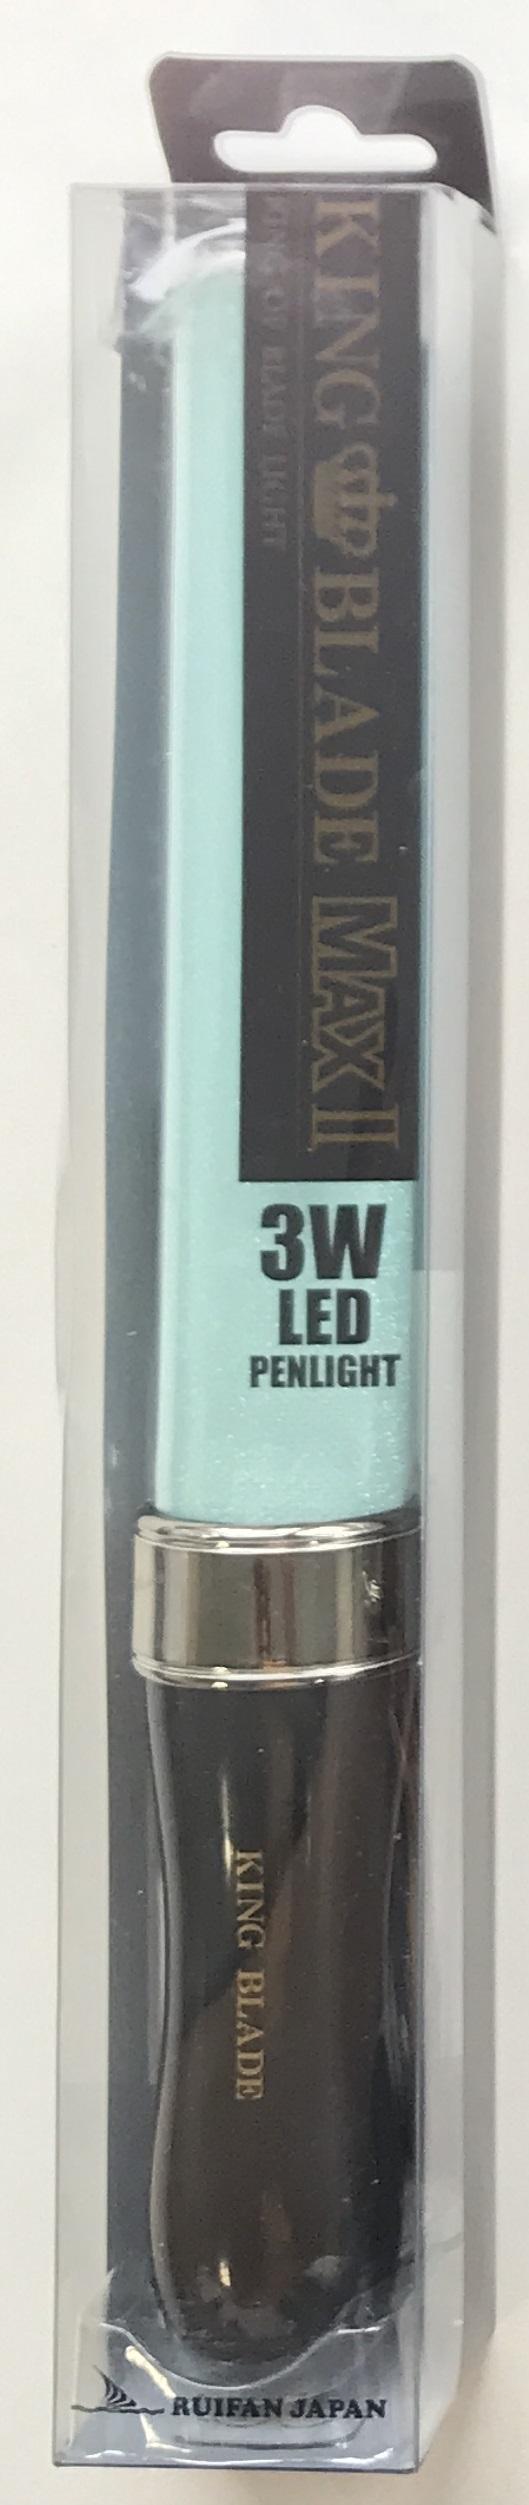 KING BLADE MAX II
KING OF BLADE LIGHT
3W
LED
PENLIGHT
KING BLADE
RUIFAN JAPAN